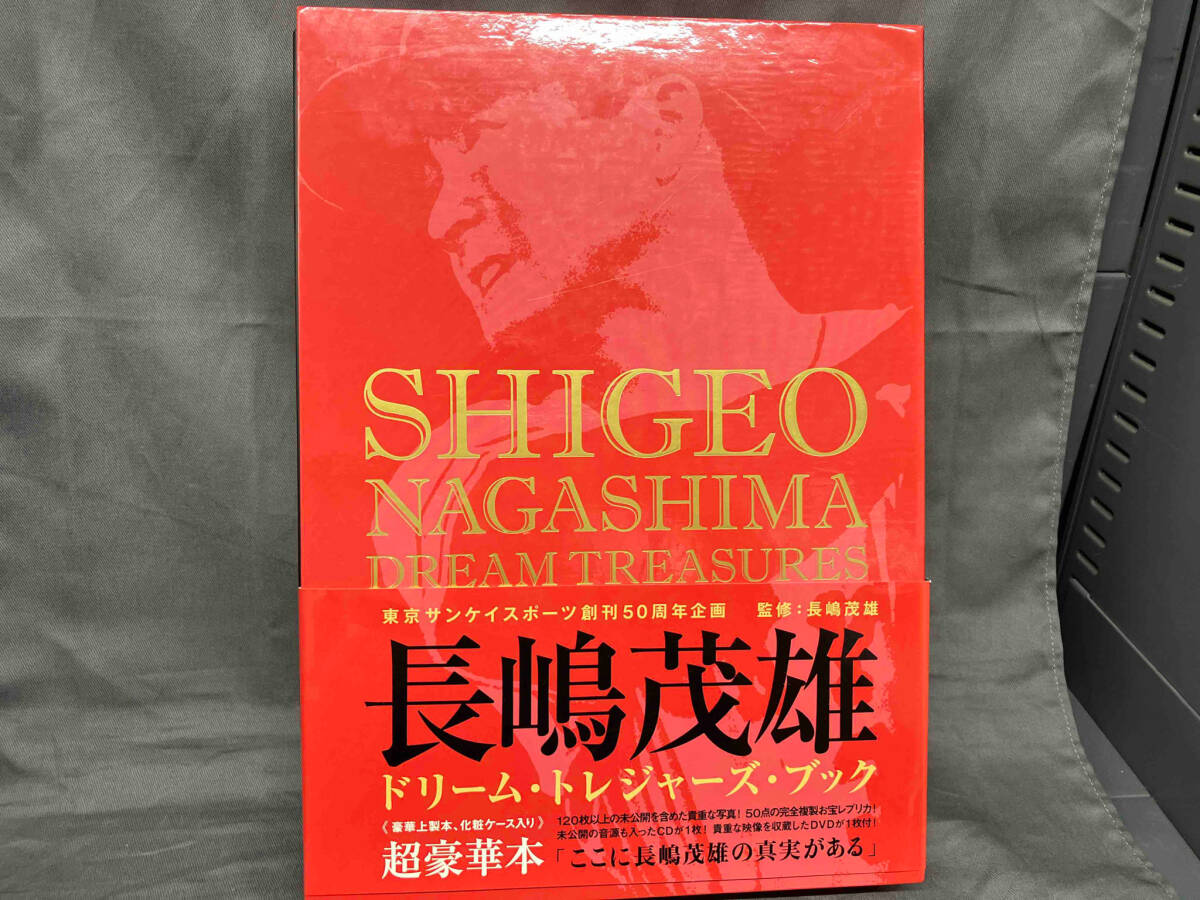 SHIGEO
NAGASHIMA
DREAM TREASURES
東京サンケイスポーツ創刊50周年企画 監修:長嶋茂雄
長嶋茂雄
ドリーム・トレジャーズ・ブック
《豪華上製本、化粧ケース入り》
超豪華本
120枚以上の未公開を含めた貴重な写真!50点の完全複製お宝レプリカ!
未公開の音源も入ったCDが1枚!貴重な映像を収蔵したDVDが1枚付!
「ここに長嶋茂雄の真実がある」